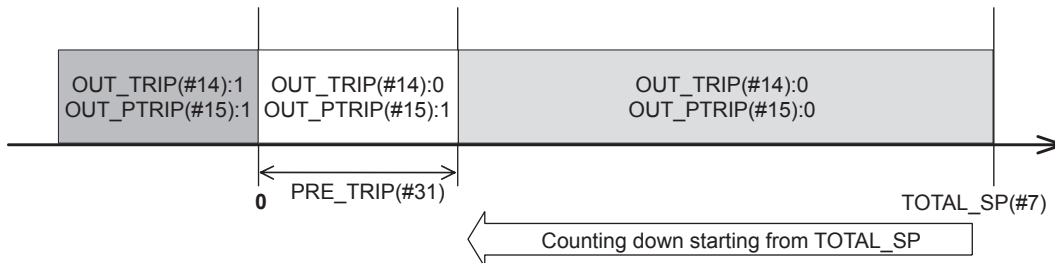 OUT_TRIP(#14):1
OUT_PTRIP(#15):1
OUT_TRIP(#14):0
OUT_PTRIP(#15):1
OUT_TRIP(#14):0
OUT_PTRIP(#15):0
0
PRE_TRIP(#31)
TOTAL_SP(#7)
Counting down starting from TOTAL_SP